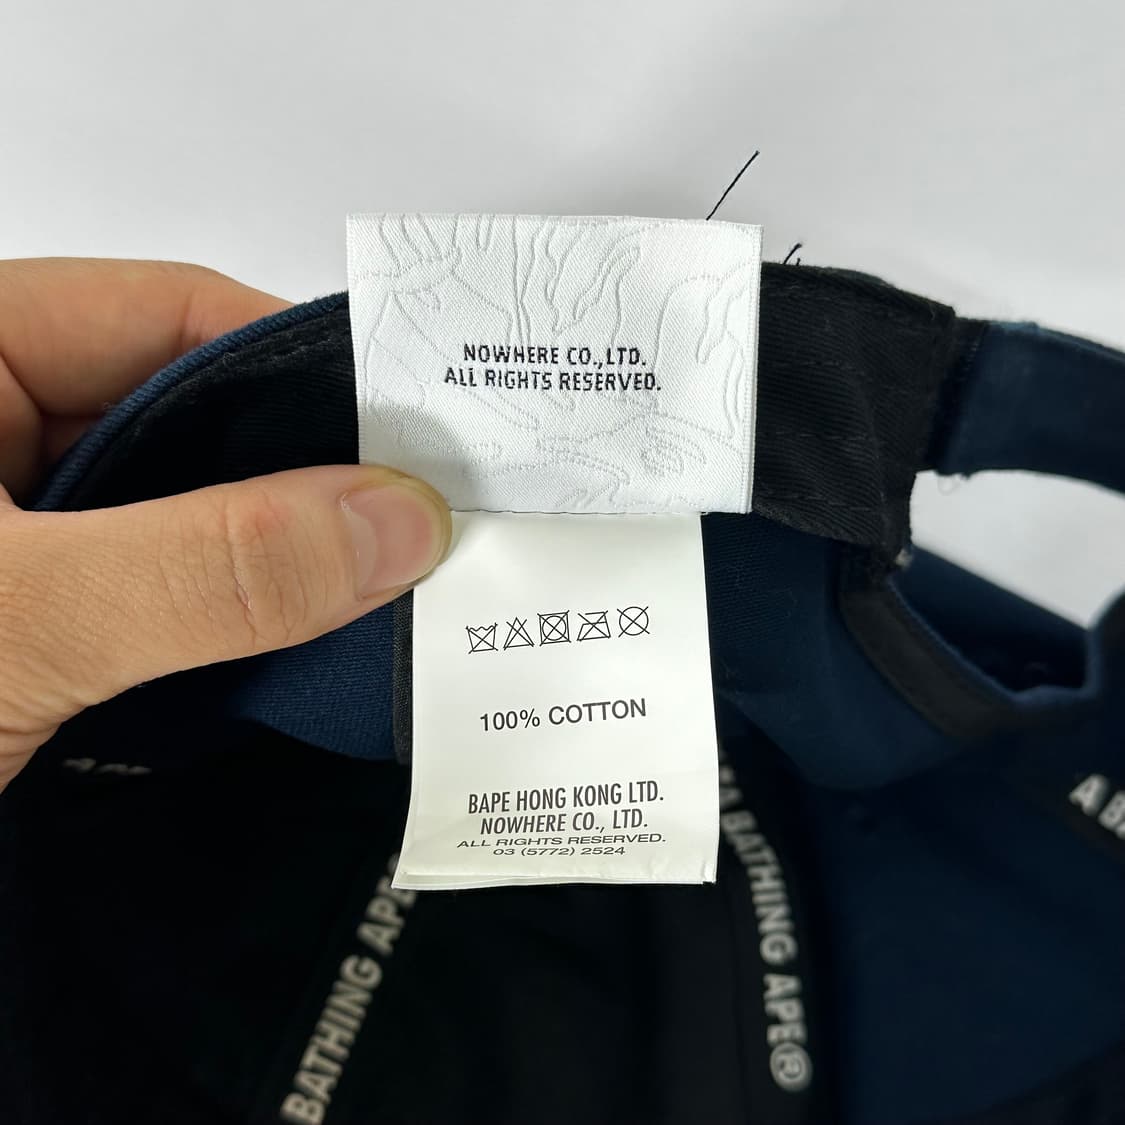 NOWHERE CO.,LTD.
ALL RIGHTS RESERVED.
100% COTTON
BAPE HONG KONG LTD.
NOWHERE CO., LTD.
ALL RIGHTS RESERVED.
03 (5772) 2524
BATHING APE
A BATHING APE®
A